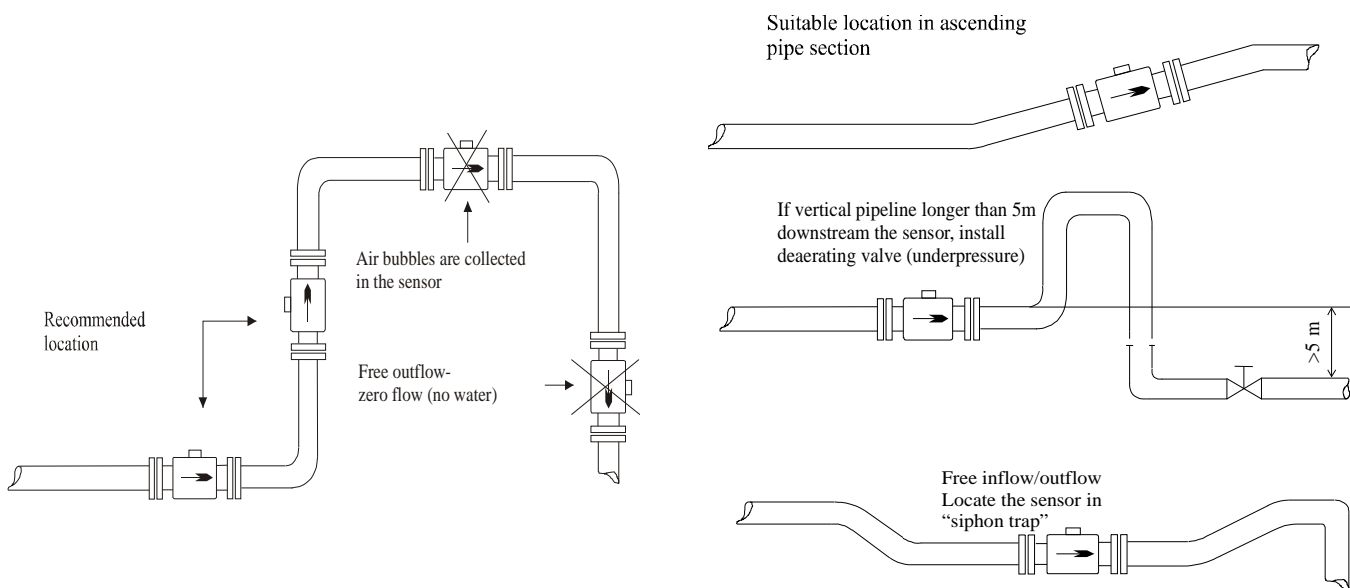 Recommended
location
Air bubbles are collected
in the sensor
Free outflow-
zero flow (no water)
Suitable location in ascending
pipe section
If vertical pipeline longer than 5m
downstream the sensor, install
deaerating valve (underpressure)
>5 m
Free inflow/outflow
Locate the sensor in
“siphon trap”